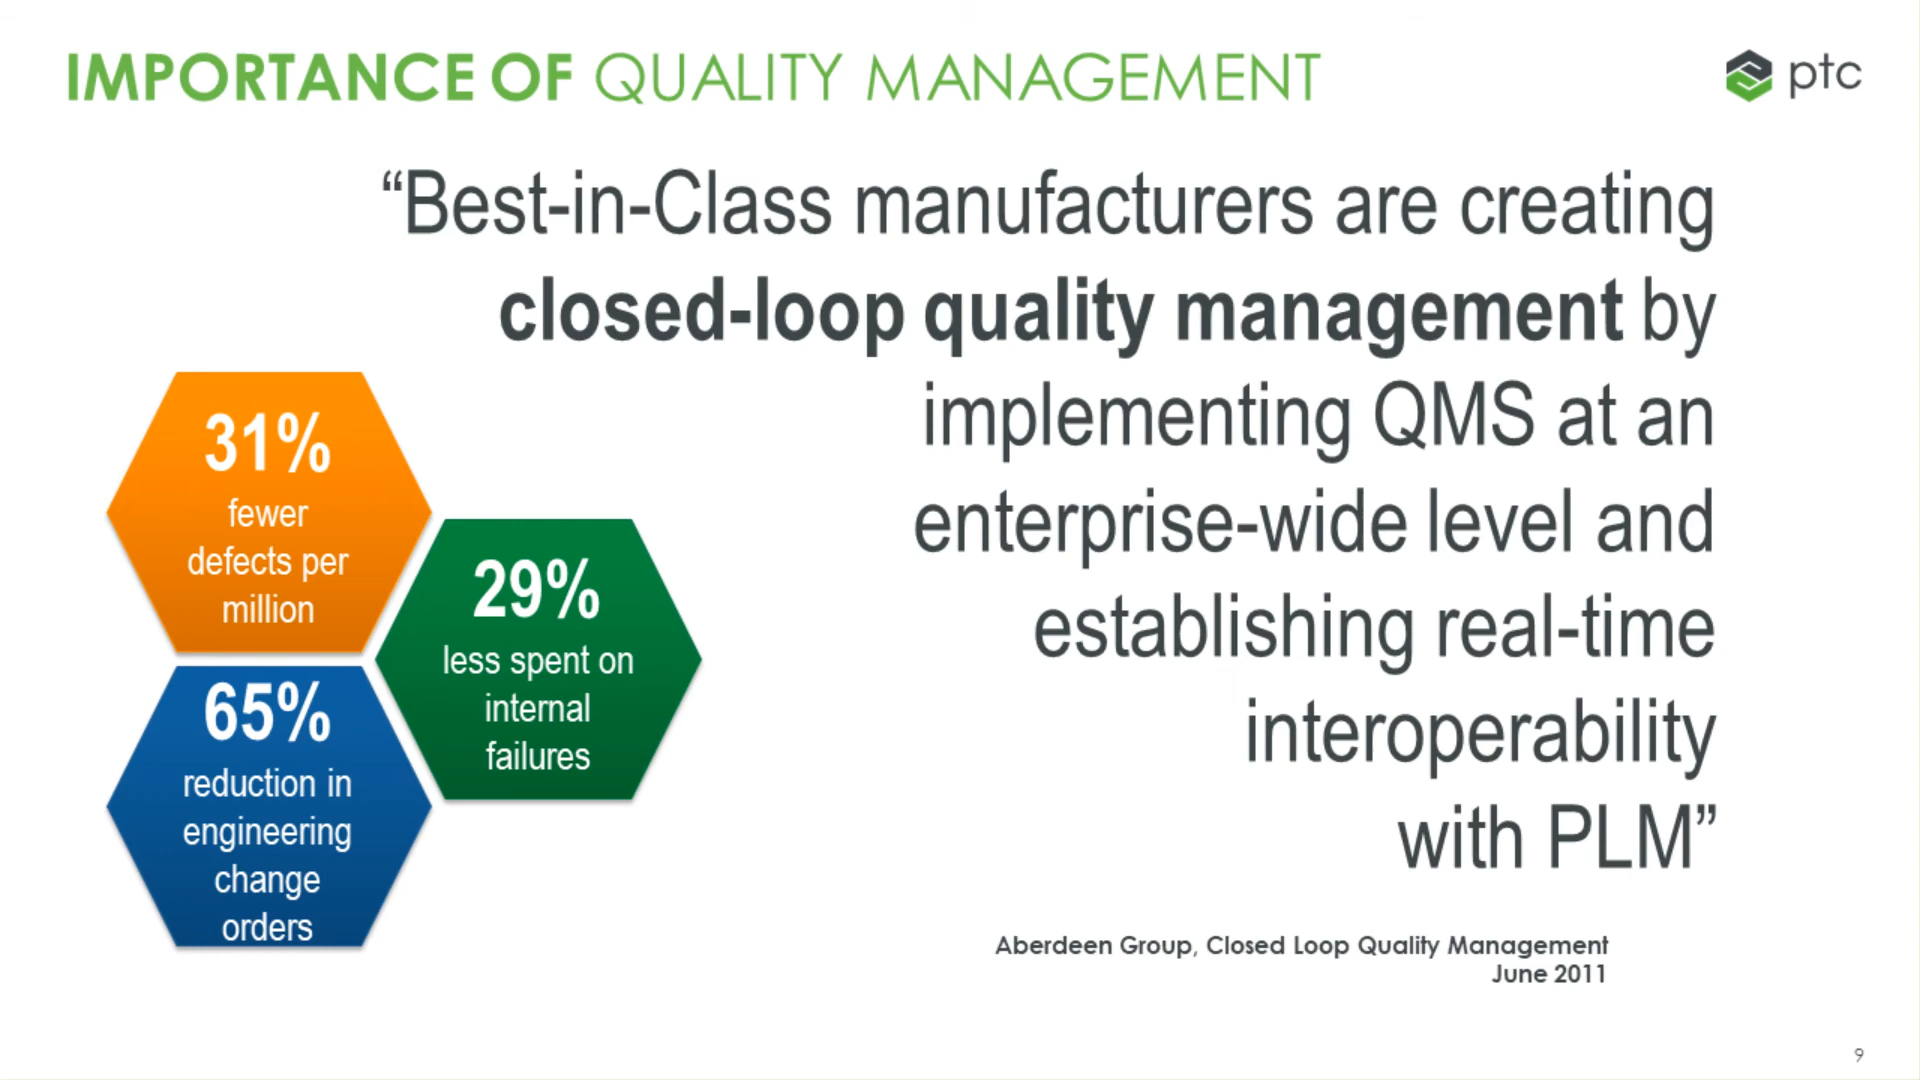 IMPORTANCE OF QUALITY MANAGEMENT
ptc
“Best-in-Class manufacturers are creating
closed-loop quality management by
implementing QMS at an
enterprise-wide level and
establishing real-time
interoperability
with PLM”
31%
fewer
defects per
million
29%
less spent on
internal
failures
65%
reduction in
engineering
change
orders
Aberdeen Group, Closed Loop Quality Management
June 2011
9